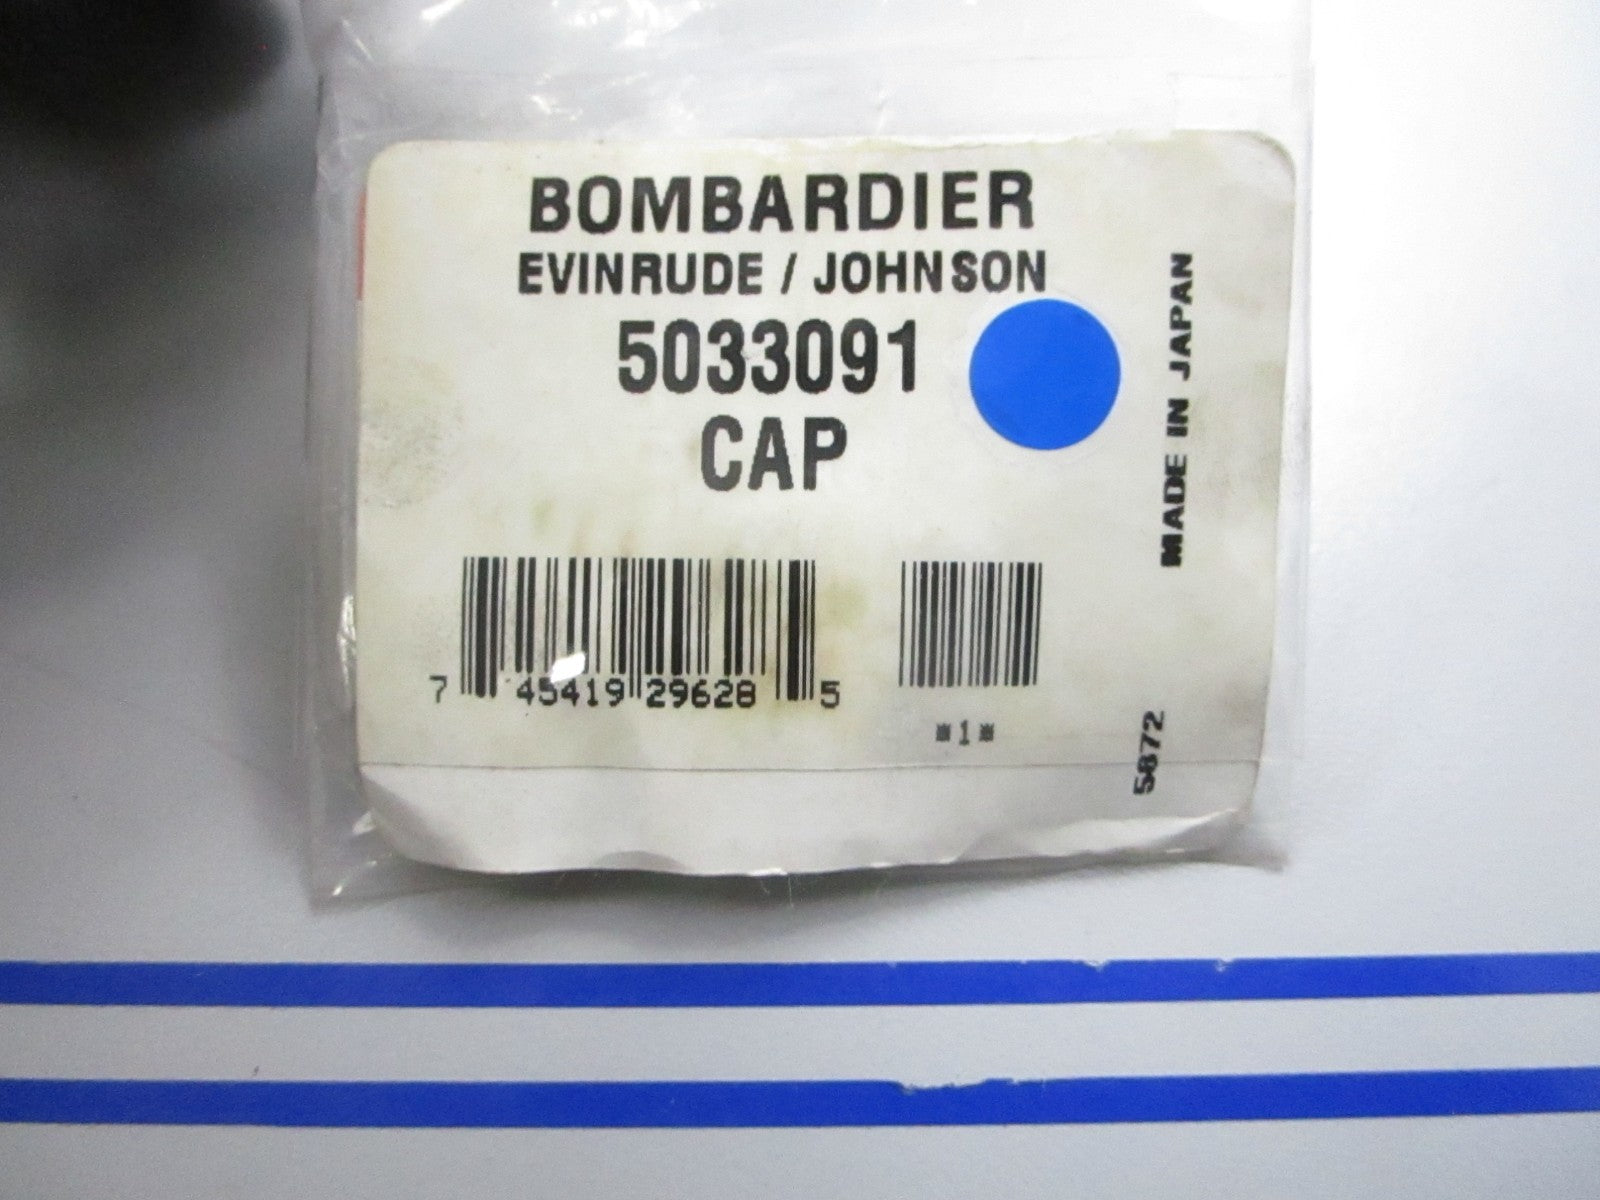 BOMBARDIER
EVINRUDE / JOHNSON
5033091
CAP
7 45419 29628 5
*1*
MADE IN JAPAN
5872